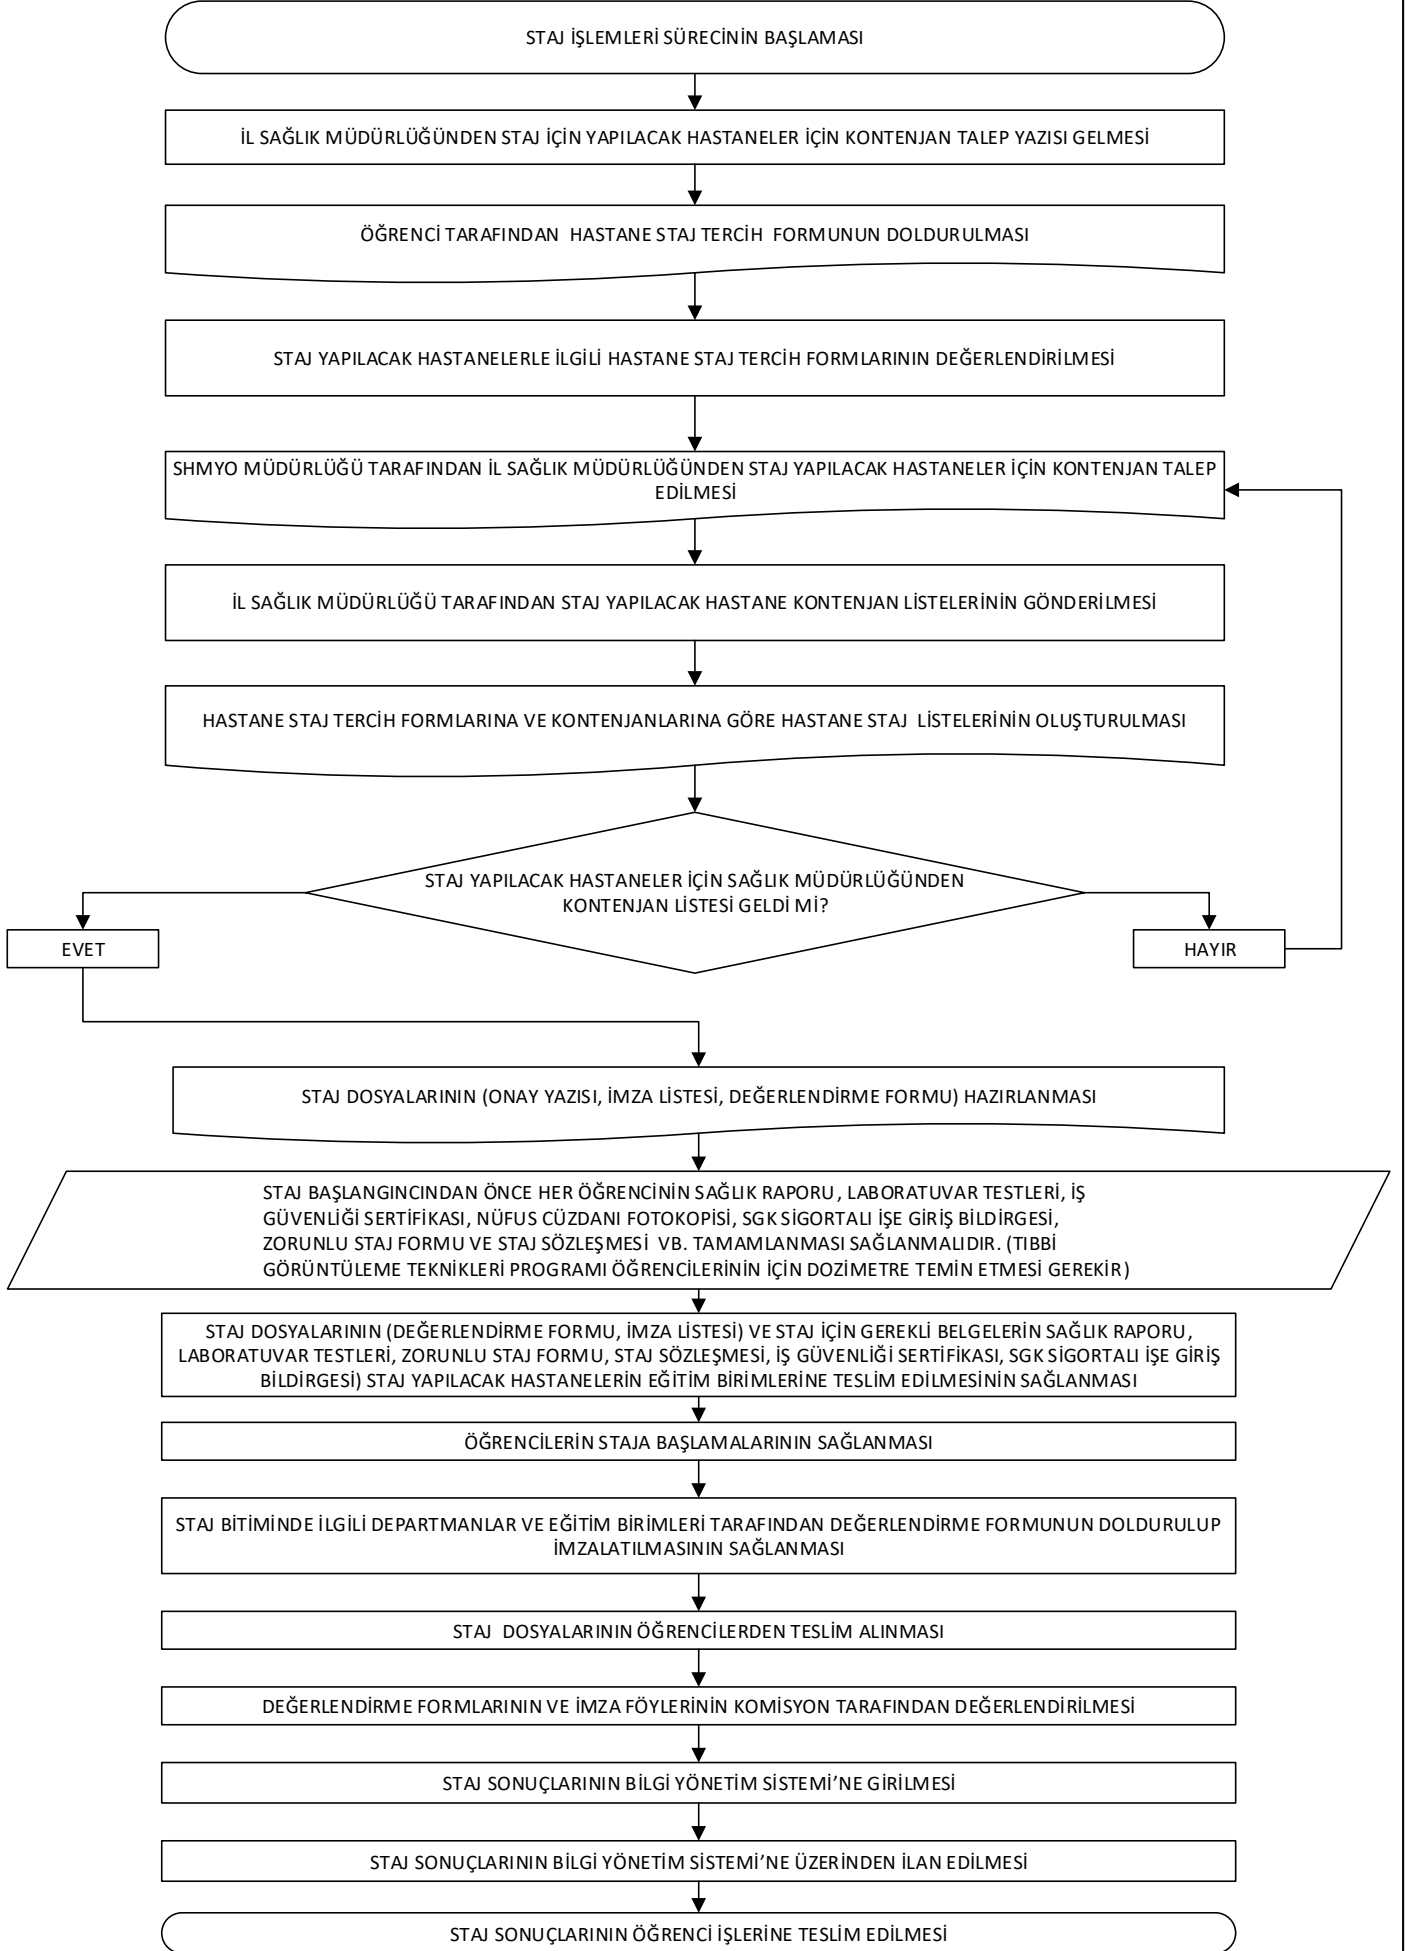 STAJ İŞLEMLERİ SÜRECİNİN BAŞLAMASI
İL SAĞLIK MÜDÜRLÜĞÜNDEN STAJ İÇİN YAPILACAK HASTANELER İÇİN KONTENJAN TALEP YAZISI GELMESİ
ÖĞRENCİ TARAFINDAN HASTANE STAJ TERCİH FORMUNUN DOLDURULMASI
STAJ YAPILACAK HASTANELERLE İLGİLİ HASTANE STAJ TERCİH FORMLARININ DEĞERLENDİRİLMESİ
SHMYO MÜDÜRLÜĞÜ TARAFINDAN İL SAĞLIK MÜDÜRLÜĞÜNDEN STAJ YAPILACAK HASTANELER İÇİN KONTENJAN TALEP
EDİLMESİ
İL SAĞLIK MÜDÜRLÜĞÜ TARAFINDAN STAJ YAPILACAK HASTANE KONTENJAN LİSTELERİNİN GÖNDERİLMESİ
HASTANE STAJ TERCİH FORMLARINA VE KONTENJANLARINA GÖRE HASTANE STAJ LİSTELERİNİN OLUŞTURULMASI
STAJ YAPILACAK HASTANELER İÇİN SAĞLIK MÜDÜRLÜĞÜNDEN
KONTENJAN LİSTESİ GELDİ Mİ?
EVET
HAYIR
STAJ DOSYALARININ (ONAY YAZISI, İMZA LİSTESİ, DEĞERLENDİRME FORMU) HAZIRLANMASI
STAJ BAŞLANGINCINDAN ÖNCE HER ÖĞRENCİNİN SAĞLIK RAPORU, LABORATUVAR TESTLERİ, İŞ
GÜVENLİĞİ SERTİFİKASI, NÜFUS CÜZDANI FOTOKOPİSİ, SGK SİGORTALI İŞE GİRİŞ BİLDİRGESİ,
ZORUNLU STAJ FORMU VE STAJ SÖZLEŞMESİ VB. TAMAMLANMASI SAĞLANMALIDIR. (TIBBİ
GÖRÜNTÜLEME TEKNİKLERİ PROGRAMI ÖĞRENCİLERİNİN İÇİN DOZİMETRE TEMİN ETMESİ GEREKİR)
STAJ DOSYALARININ (DEĞERLENDİRME FORMU, İMZA LİSTESİ) VE STAJ İÇİN GEREKLİ BELGELERİN SAĞLIK RAPORU,
LABORATUVAR TESTLERİ, ZORUNLU STAJ FORMU, STAJ SÖZLEŞMESİ, İŞ GÜVENLİĞİ SERTİFİKASI, SGK SİGORTALI İŞE GİRİŞ
BİLDİRGESİ) STAJ YAPILACAK HASTANELERİN EĞİTİM BİRİMLERİNE TESLİM EDİLMESİNİN SAĞLANMASI
ÖĞRENCİLERİN STAJA BAŞLAMALARININ SAĞLANMASI
STAJ BİTİMİNDE İLGİLİ DEPARTMANLAR VE EĞİTİM BİRİMLERİ TARAFINDAN DEĞERLENDİRME FORMUNUN DOLDURULUP
İMZALATILMASININ SAĞLANMASI
STAJ DOSYALARININ ÖĞRENCİLERDEN TESLİM ALINMASI
DEĞERLENDİRME FORMLARININ VE İMZA FÖYLERİNİN KOMİSYON TARAFINDAN DEĞERLENDİRİLMESİ
STAJ SONUÇLARININ BİLGİ YÖNETİM SİSTEMİ'NE GİRİLMESİ
STAJ SONUÇLARININ BİLGİ YÖNETİM SİSTEMİ'NE ÜZERİNDEN İLAN EDİLMESİ
STAJ SONUÇLARININ ÖĞRENCİ İŞLERİNE TESLİM EDİLMESİ